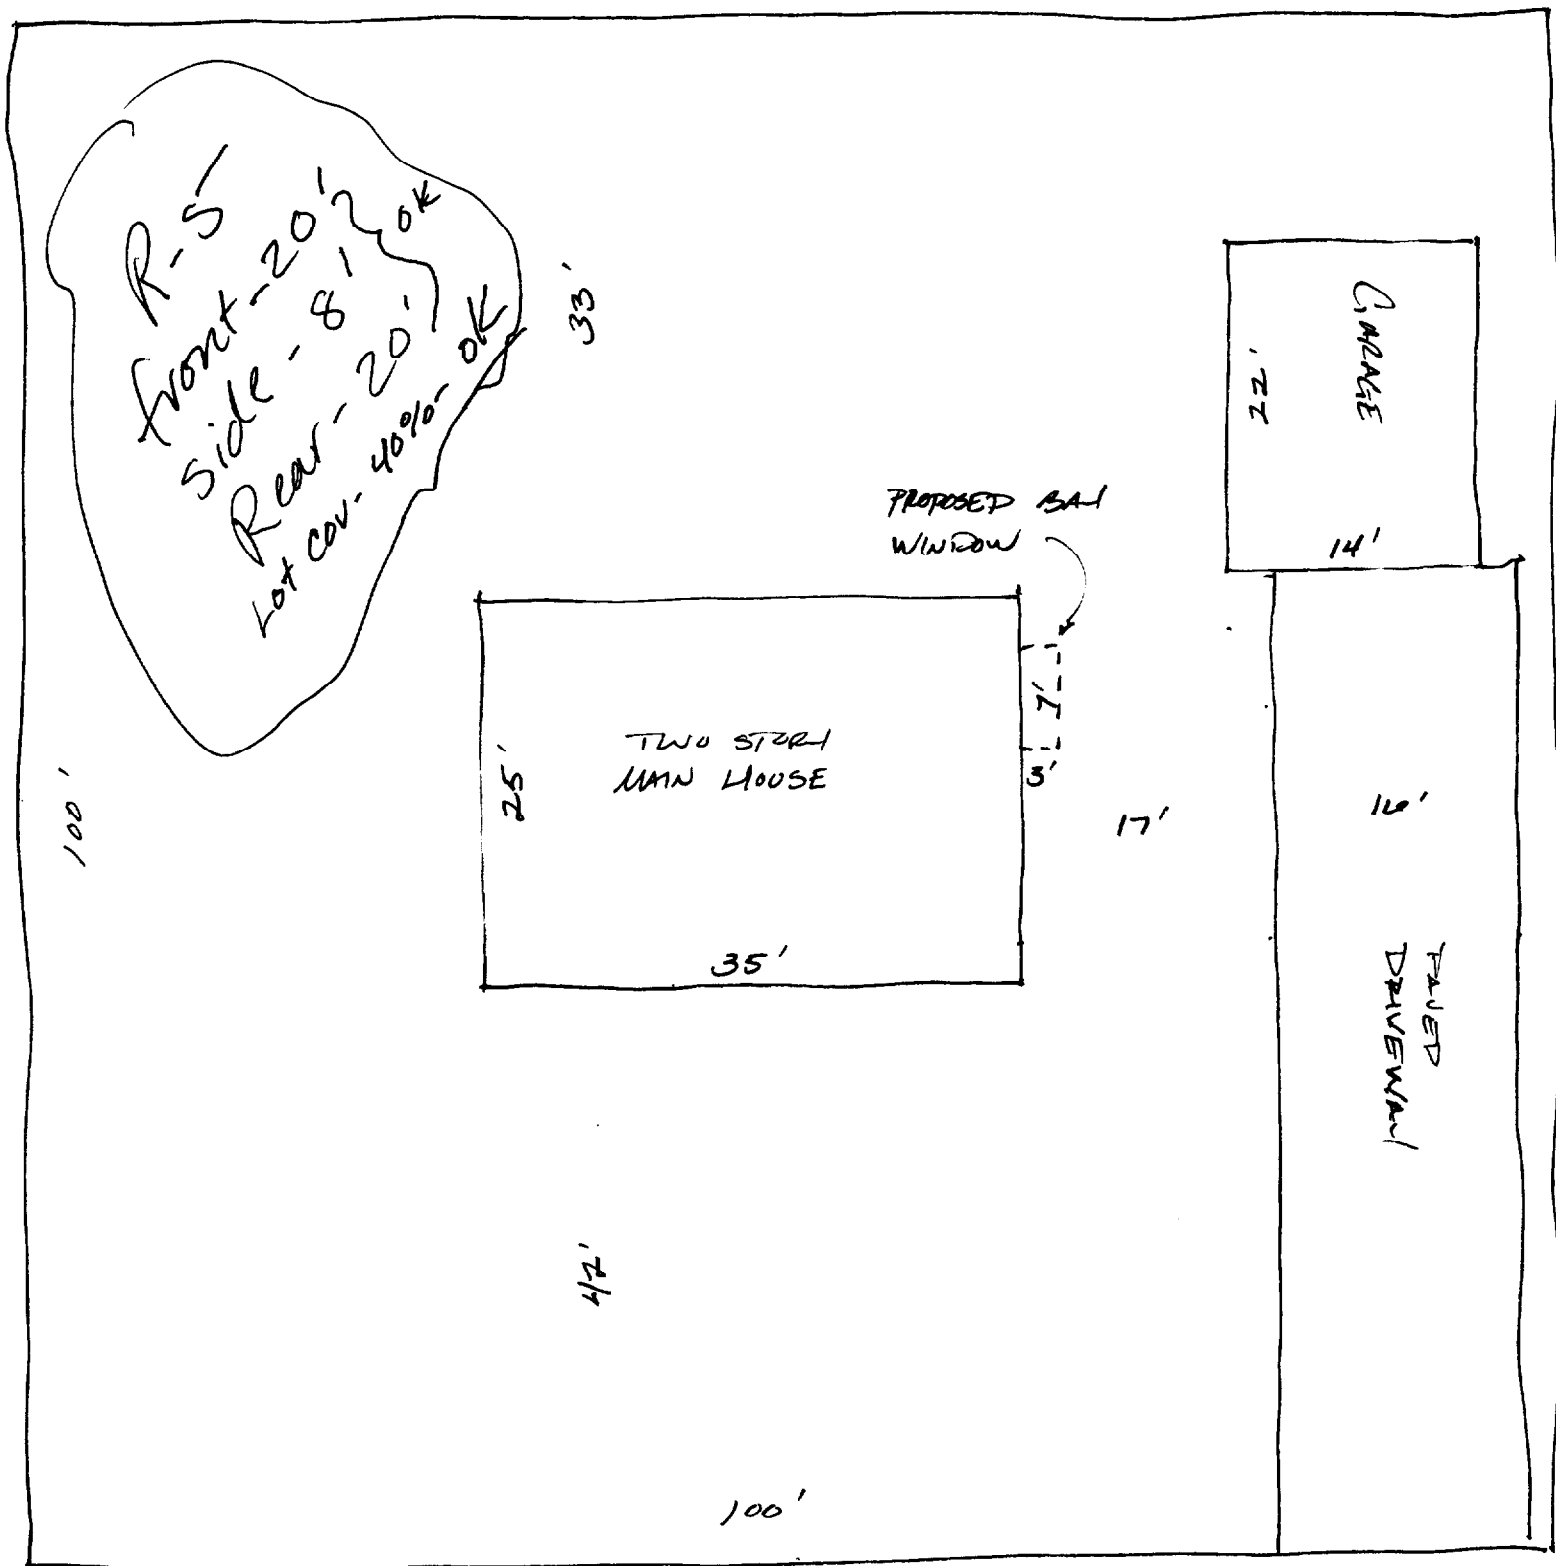 R-5
front-20'
side-8'
OK
Rear-20'
Lot cov-40%-OK
33'
GARAGE
22'
14'
PROPOSED BAY
WINDOW
7'
3'
TWO STORY
MAIN HOUSE
25'
35'
100'
17'
16'
PAVED
DRIVEWAY
42'
100'